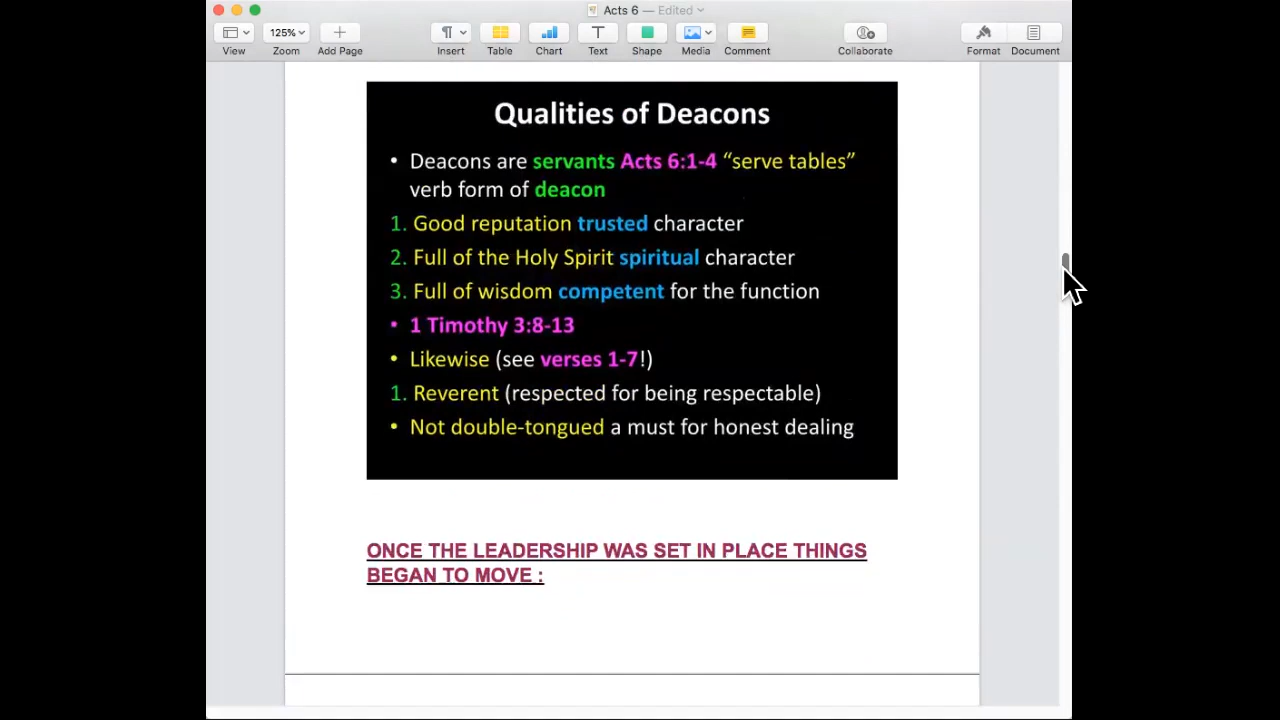 Acts 6 — Edited
125%
View
Zoom
Add Page
Insert
Table
Chart
Text
Shape
Media
Comment
Collaborate
Format
Document
Qualities of Deacons
• Deacons are servants Acts 6:1-4 “serve tables”
verb form of deacon
1. Good reputation trusted character
2. Full of the Holy Spirit spiritual character
3. Full of wisdom competent for the function
• 1 Timothy 3:8-13
• Likewise (see verses 1-7!)
1. Reverent (respected for being respectable)
• Not double-tongued a must for honest dealing
ONCE THE LEADERSHIP WAS SET IN PLACE THINGS
BEGAN TO MOVE :